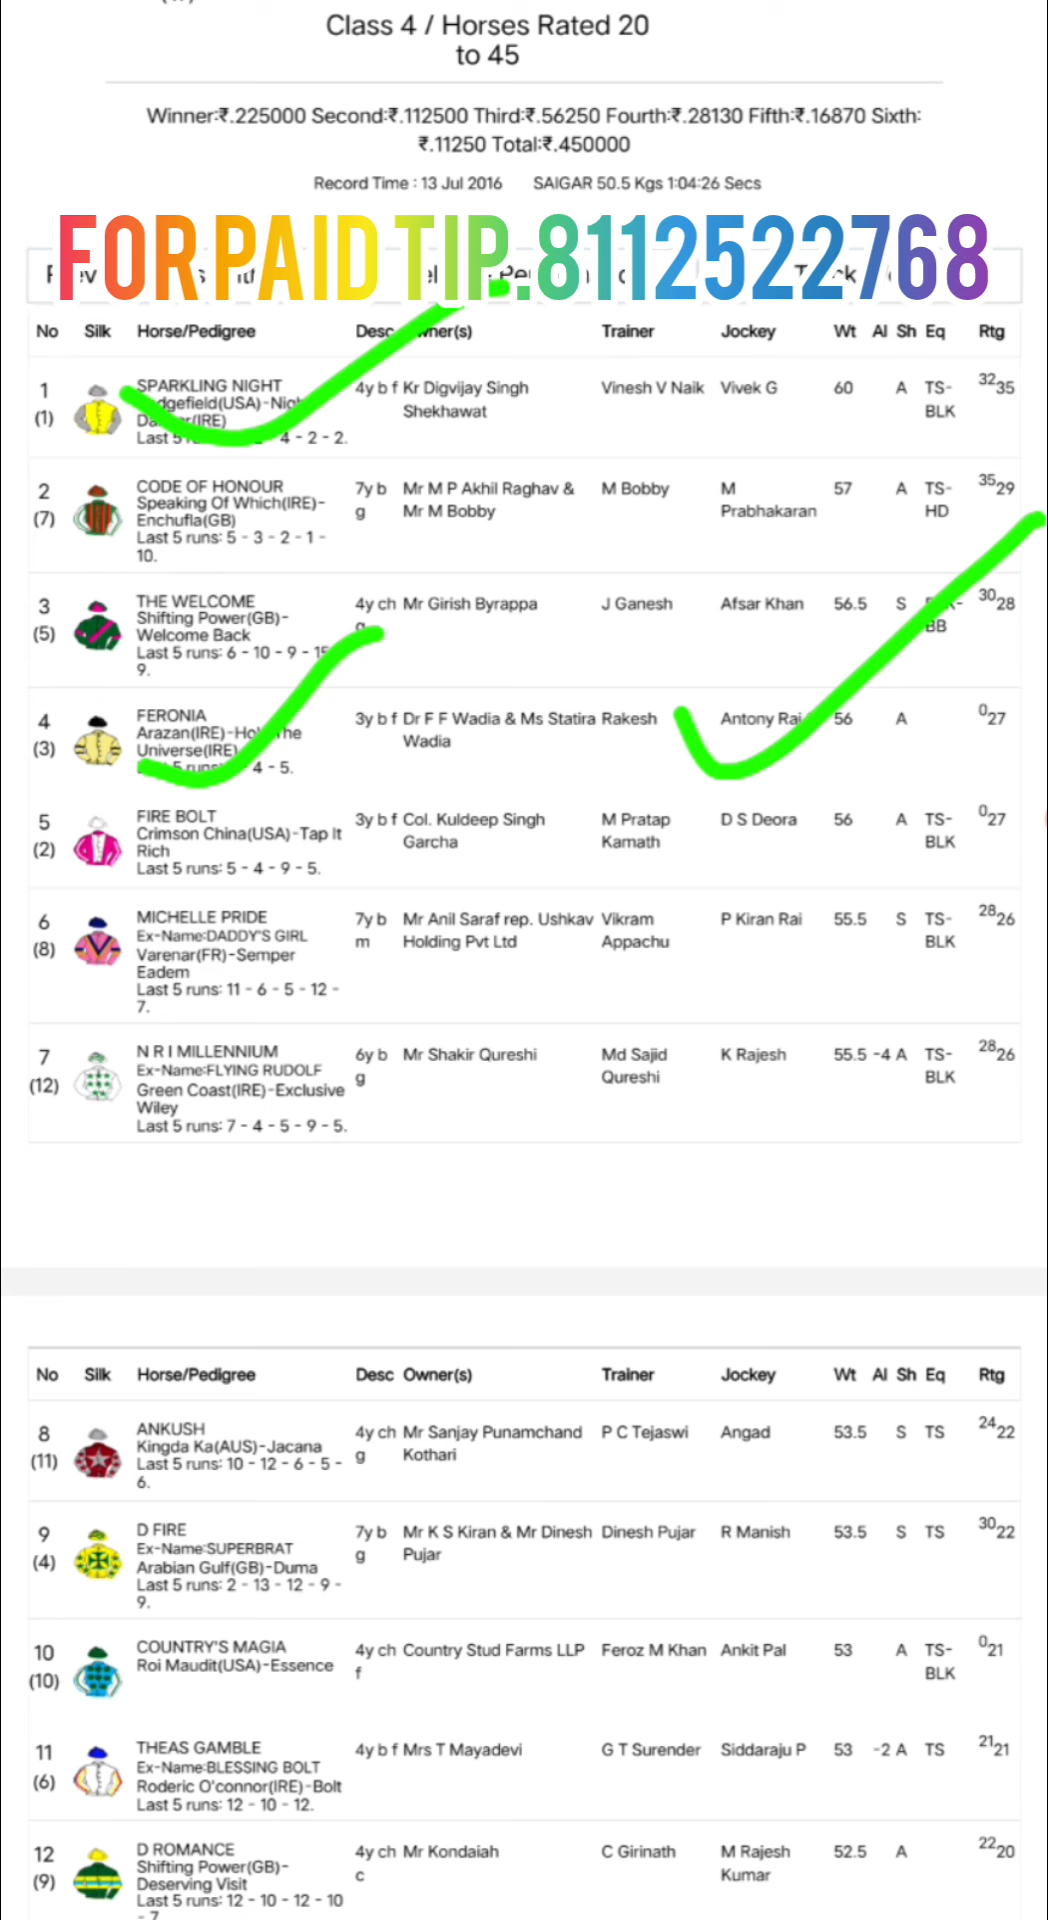 Class 4 / Horses Rated 20
to 45
Winner:₹.225000 Second:₹.112500 Third:₹.56250 Fourth:₹.28130 Fifth:₹.16870 Sixth:
₹.11250 Total:₹.450000
Record Time : 13 Jul 2016 SAIGAR 50.5 Kgs 1:04:26 Secs
FOR PAID TIP.:8112522768
No Silk Horse/Pedigree Desc Owner(s) Trainer Jockey Wt Al Sh Eq Rtg
1 SPARKLING NIGHT 4y b f Kr Digvijay Singh Vinesh V Naik Vivek G 60 A TS- 32 35
(1) Shekhawat BLK
4 - 2 - 2.
2 CODE OF HONOUR 7y b Mr M P Akhil Raghav & M Bobby M 57 A TS- 35 29
(7) Speaking Of Which(IRE)- g Mr M Bobby Prabhakaran HD
Enchufla(GB)
Last 5 runs: 5 - 3 - 2 - 1 -
10.
3 THE WELCOME 4y ch Mr Girish Byrappa J Ganesh Afsar Khan 56.5 S 30 28
(5) Shifting Power(GB)- BB
Welcome Back
Last 5 runs: 6 - 10 - 9 - 15
9.
4 FERONIA 3y b f Dr F F Wadia & Ms Statira Rakesh Antony Raj 56 A 0 27
(3) Arazan(IRE)- The Wadia
Universe(IRE)
4 - 5.
5 FIRE BOLT 3y b f Col. Kuldeep Singh M Pratap D S Deora 56 A TS- 0 27
(2) Crimson China(USA)-Tap It Garcha Kamath BLK
Rich
Last 5 runs: 5 - 4 - 9 - 5.
6 MICHELLE PRIDE 7y b Mr Anil Saraf rep. Ushkav Vikram P Kiran Rai 55.5 S TS- 28 26
(8) Ex-Name:DADDY'S GIRL m Holding Pvt Ltd Appachu BLK
Varenar(FR)-Semper
Eadem
Last 5 runs: 11 - 6 - 5 - 12 -
7.
7 N R I MILLENNIUM 6y b Mr Shakir Qureshi Md Sajid K Rajesh 55.5 -4 A TS- 28 26
(12) Ex-Name:FLYING RUDOLF g Qureshi BLK
Green Coast(IRE)-Exclusive
Wiley
Last 5 runs: 7 - 4 - 5 - 9 - 5.
No Silk Horse/Pedigree Desc Owner(s) Trainer Jockey Wt Al Sh Eq Rtg
8 ANKUSH 4y ch Mr Sanjay Punamchand P C Tejaswi Angad 53.5 S TS 24 22
(11) Kingda Ka(AUS)-Jacana g Kothari
Last 5 runs: 10 - 12 - 6 - 5 -
6.
9 D FIRE 7y b Mr K S Kiran & Mr Dinesh Dinesh Pujar R Manish 53.5 S TS 30 22
(4) Ex-Name:SUPERBRAT g Pujar
Arabian Gulf(GB)-Duma
Last 5 runs: 2 - 13 - 12 - 9 -
9.
10 COUNTRY'S MAGIA 4y ch Country Stud Farms LLP Feroz M Khan Ankit Pal 53 A TS- 0 21
(10) Roi Maudit(USA)-Essence f BLK
11 THEAS GAMBLE 4y b f Mrs T Mayadevi G T Surender Siddaraju P 53 -2 A TS 21 21
(6) Ex-Name:BLESSING BOLT
Roderic O'connor(IRE)-Bolt
Last 5 runs: 12 - 10 - 12.
12 D ROMANCE 4y ch Mr Kondaiah C Girinath M Rajesh 52.5 A 22 20
(9) Shifting Power(GB)- c Kumar
Deserving Visit
Last 5 runs: 12 - 10 - 12 - 10
- 7